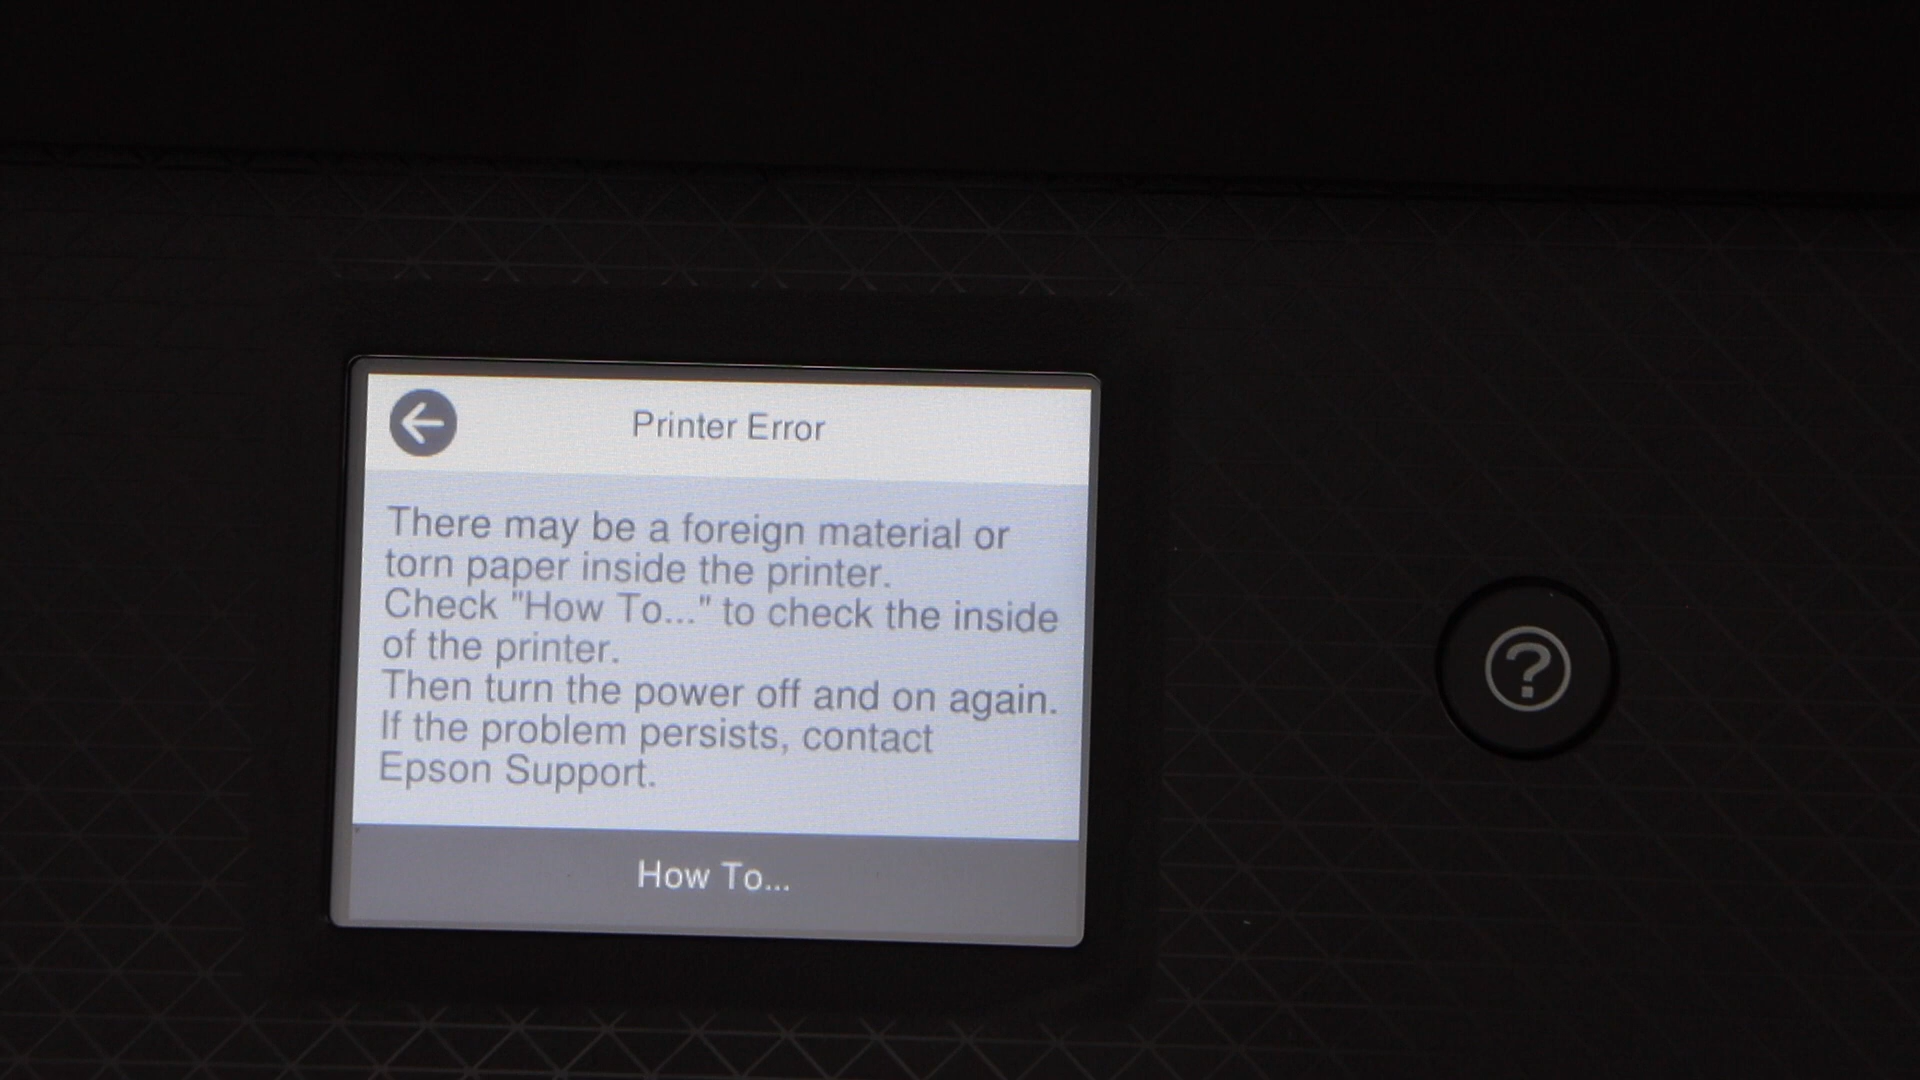 Printer Error
There may be a foreign material or
torn paper inside the printer.
Check "How To..." to check the inside
of the printer.
Then turn the power off and on again.
If the problem persists, contact
Epson Support.
How To...
?